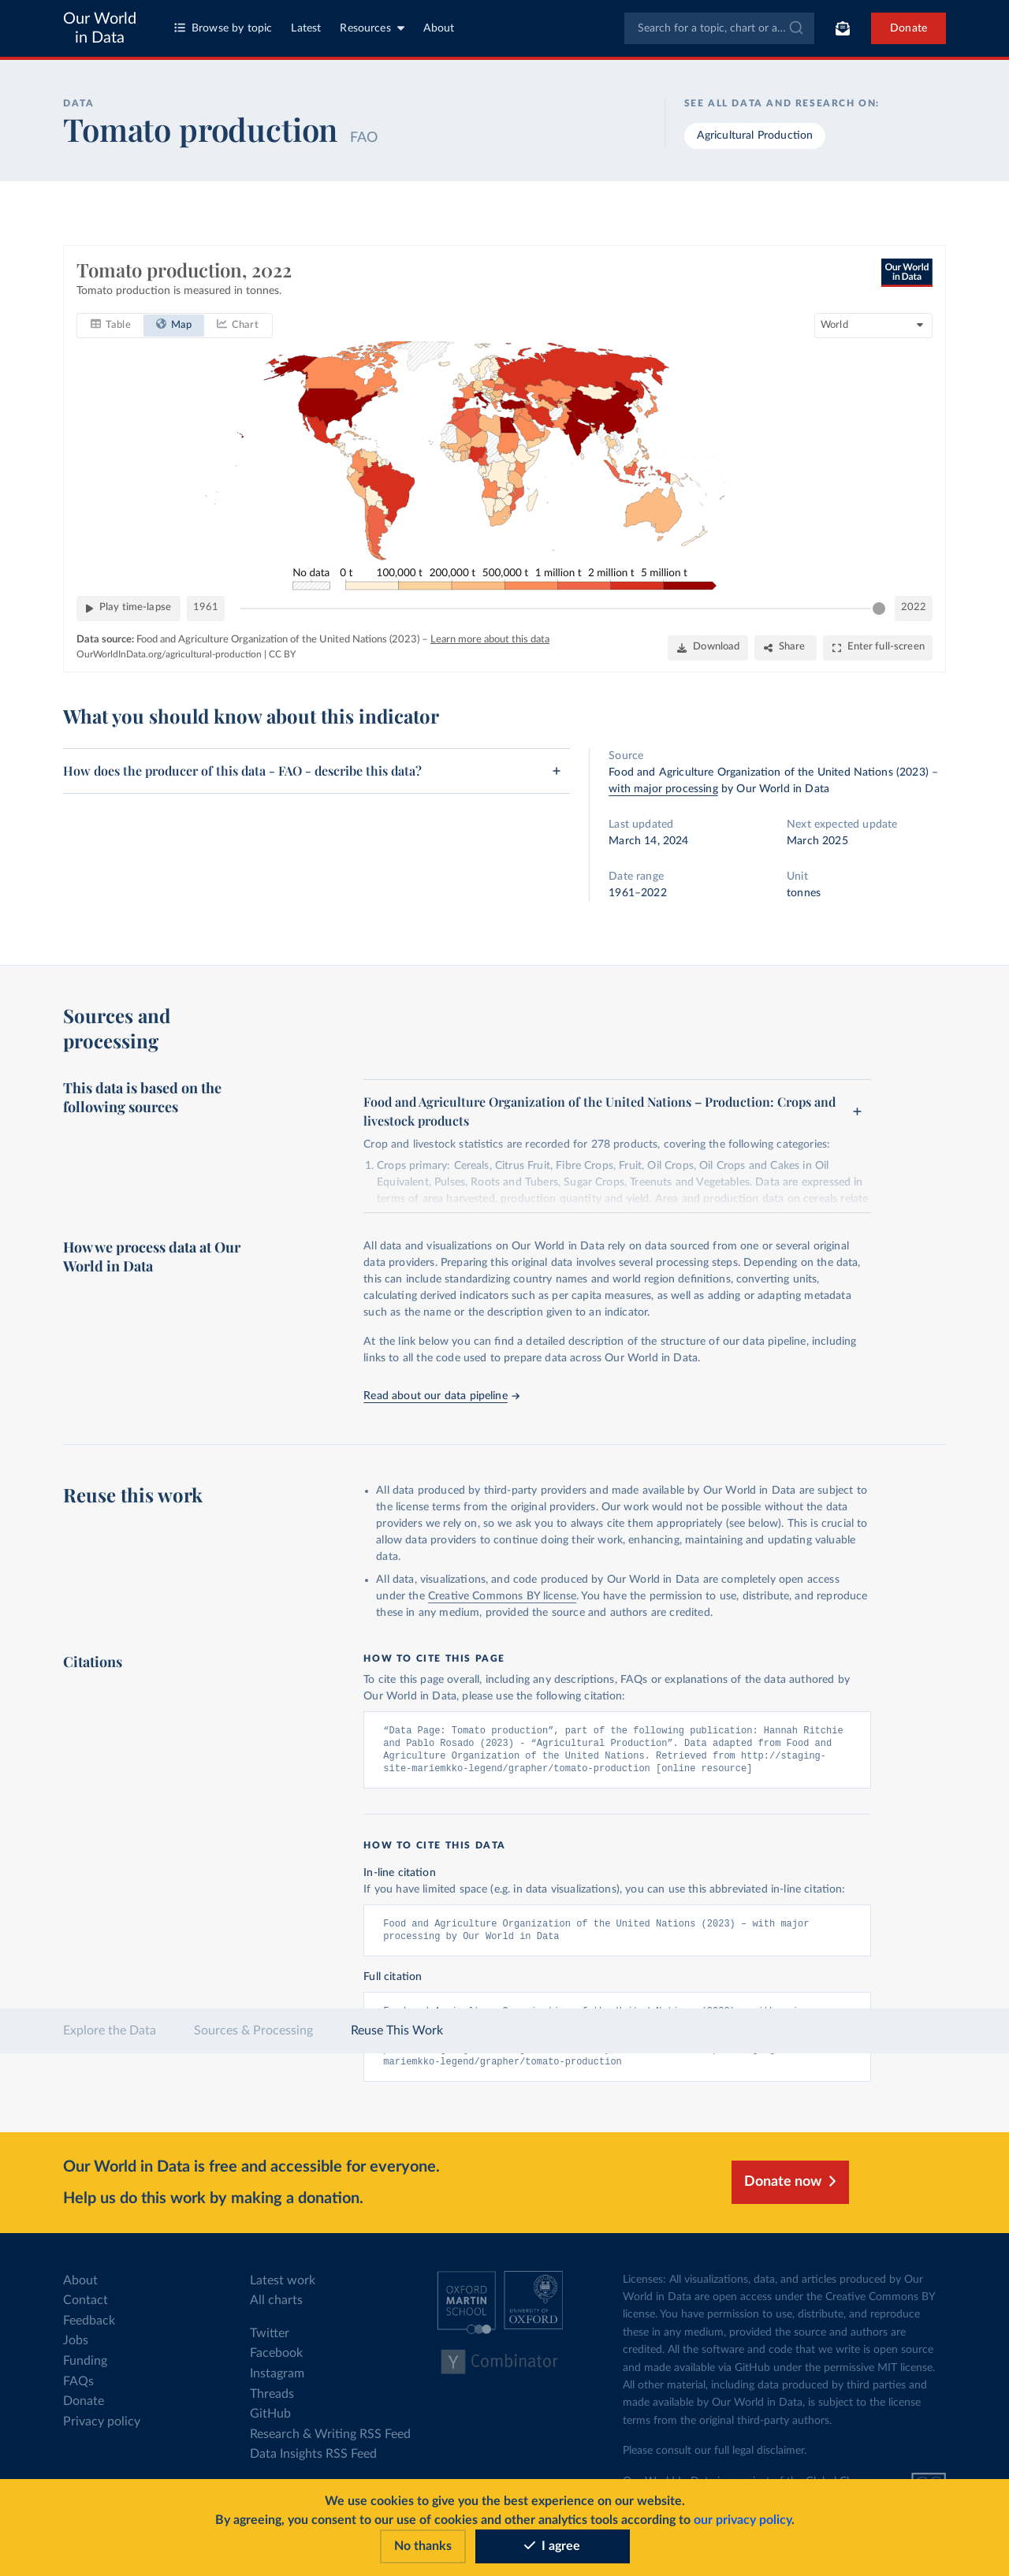 Our World
in Data
Browse by topic
Latest
Resources
About
Search for a topic, chart or a...
Donate
DATA
Tomato production FAO
SEE ALL DATA AND RESEARCH ON:
Agricultural Production
Tomato production, 2022
Tomato production is measured in tonnes.
Our World
in Data
Table
Map
Chart
World
No data 0 t 100,000 t 200,000 t 500,000 t 1 million t 2 million t 5 million t
Play time-lapse
1961
2022
Data source: Food and Agriculture Organization of the United Nations (2023) – Learn more about this data
OurWorldInData.org/agricultural-production | CC BY
Download
Share
Enter full-screen
What you should know about this indicator
How does the producer of this data - FAO - describe this data?
+
Source
Food and Agriculture Organization of the United Nations (2023) –
with major processing by Our World in Data
Last updated
March 14, 2024
Next expected update
March 2025
Date range
1961–2022
Unit
tonnes
Sources and
processing
This data is based on the
following sources
Food and Agriculture Organization of the United Nations – Production: Crops and
livestock products
+
Crop and livestock statistics are recorded for 278 products, covering the following categories:
1. Crops primary: Cereals, Citrus Fruit, Fibre Crops, Fruit, Oil Crops, Oil Crops and Cakes in Oil
Equivalent, Pulses, Roots and Tubers, Sugar Crops, Treenuts and Vegetables. Data are expressed in
terms of area harvested, production quantity and yield. Area and production data on cereals relate
How we process data at Our
World in Data
All data and visualizations on Our World in Data rely on data sourced from one or several original
data providers. Preparing this original data involves several processing steps. Depending on the data,
this can include standardizing country names and world region definitions, converting units,
calculating derived indicators such as per capita measures, as well as adding or adapting metadata
such as the name or the description given to an indicator.
At the link below you can find a detailed description of the structure of our data pipeline, including
links to all the code used to prepare data across Our World in Data.
Read about our data pipeline →
Reuse this work
• All data produced by third-party providers and made available by Our World in Data are subject to
the license terms from the original providers. Our work would not be possible without the data
providers we rely on, so we ask you to always cite them appropriately (see below). This is crucial to
allow data providers to continue doing their work, enhancing, maintaining and updating valuable
data.
• All data, visualizations, and code produced by Our World in Data are completely open access
under the Creative Commons BY license. You have the permission to use, distribute, and reproduce
these in any medium, provided the source and authors are credited.
Citations
HOW TO CITE THIS PAGE
To cite this page overall, including any descriptions, FAQs or explanations of the data authored by
Our World in Data, please use the following citation:
“Data Page: Tomato production”, part of the following publication: Hannah Ritchie
and Pablo Rosado (2023) - “Agricultural Production”. Data adapted from Food and
Agriculture Organization of the United Nations. Retrieved from http://staging-
site-mariemkko-legend/grapher/tomato-production [online resource]
HOW TO CITE THIS DATA
In-line citation
If you have limited space (e.g. in data visualizations), you can use this abbreviated in-line citation:
Food and Agriculture Organization of the United Nations (2023) – with major
processing by Our World in Data
Full citation
Explore the Data
Sources & Processing
Reuse This Work
mariemkko-legend/grapher/tomato-production
Our World in Data is free and accessible for everyone.
Help us do this work by making a donation.
Donate now
About
Contact
Feedback
Jobs
Funding
FAQs
Donate
Privacy policy
Latest work
All charts
Twitter
Facebook
Instagram
Threads
GitHub
Research & Writing RSS Feed
Data Insights RSS Feed
OXFORD
MARTIN
SCHOOL
UNIVERSITY OF
OXFORD
Y Combinator
Licenses: All visualizations, data, and articles produced by Our
World in Data are open access under the Creative Commons BY
license. You have permission to use, distribute, and reproduce
these in any medium, provided the source and authors are
credited. All the software and code that we write is open source
and made available via GitHub under the permissive MIT license.
All other material, including data produced by third parties and
made available by Our World in Data, is subject to the license
terms from the original third-party authors.
Please consult our full legal disclaimer.
We use cookies to give you the best experience on our website.
By agreeing, you consent to our use of cookies and other analytics tools according to our privacy policy.
No thanks
I agree